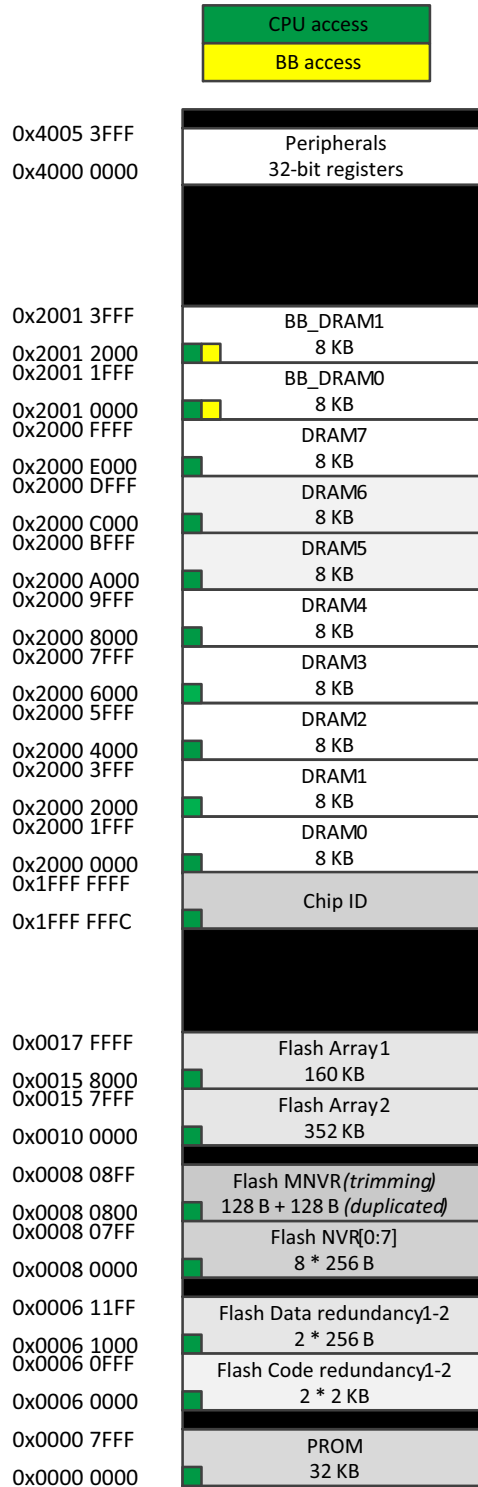 CPU access
BB access
0x4005 3FFF
Peripherals
0x4000 0000
32-bit registers
0x2001 3FFF
BB_DRAM1
8 KB
0x2001 2000
0x2001 1FFF
BB_DRAM0
8 KB
0x2001 0000
0x2000 FFFF
DRAM7
8 KB
0x2000 E000
0x2000 DFFF
DRAM6
8 KB
0x2000 C000
0x2000 BFFF
DRAM5
8 KB
0x2000 A000
0x2000 9FFF
DRAM4
8 KB
0x2000 8000
0x2000 7FFF
DRAM3
8 KB
0x2000 6000
0x2000 5FFF
DRAM2
8 KB
0x2000 4000
0x2000 3FFF
DRAM1
8 KB
0x2000 2000
0x2000 1FFF
DRAM0
8 KB
0x2000 0000
0x1FFF FFFF
Chip ID
0x1FFF FFFC
0x0017 FFFF
Flash Array1
160 KB
0x0015 8000
0x0015 7FFF
Flash Array2
352 KB
0x0010 0000
0x0008 08FF
Flash MNVR (trimming)
128 B + 128 B (duplicated)
0x0008 0800
0x0008 07FF
Flash NVR[0:7]
8 * 256 B
0x0008 0000
0x0006 11FF
Flash Data redundancy1-2
2 * 256 B
0x0006 1000
0x0006 0FFF
Flash Code redundancy1-2
2 * 2 KB
0x0006 0000
0x0000 7FFF
PROM
32 KB
0x0000 0000